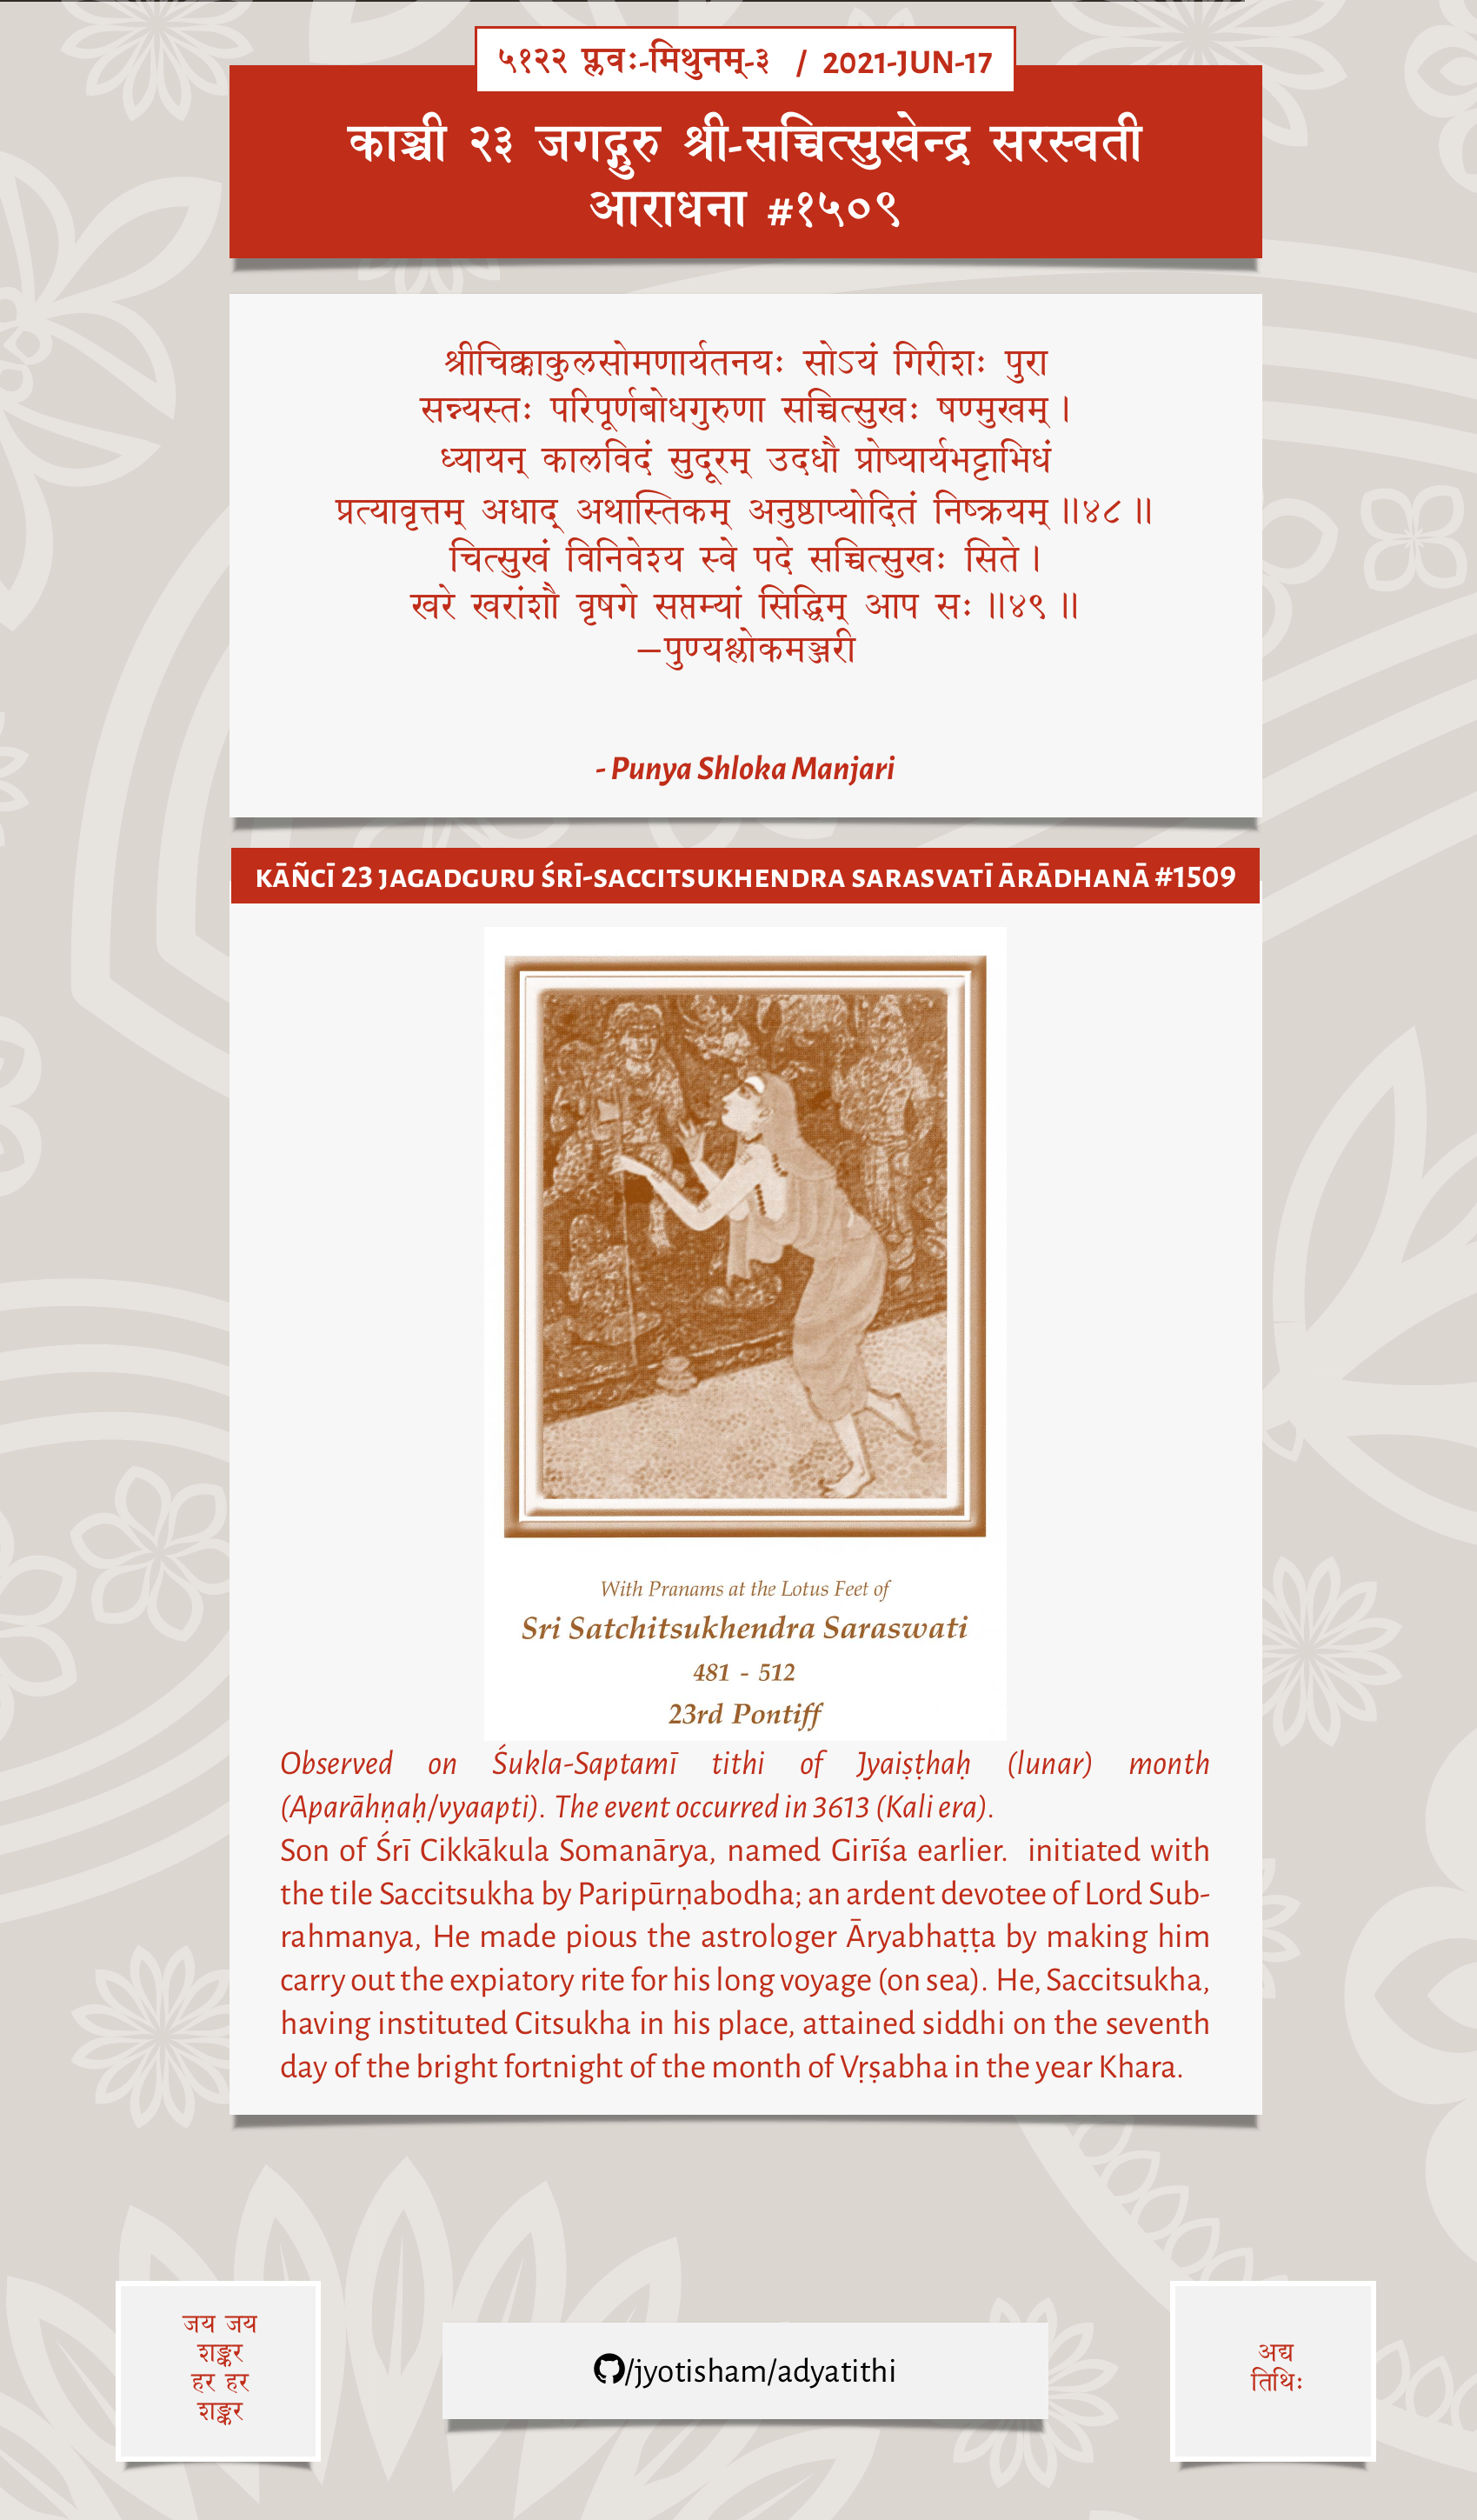 ५१२२ प्लवः-मिथुनम्-३ / 2021-JUN-17
काञ्ची २३ जगद्गुरु श्री-सच्चित्सुखेन्द्र सरस्वती
आराधना #१५०९
श्रीचिक्काकुलसोमणार्यतनयः सोऽयं गिरीशः पुरा
सन्न्यस्तः परिपूर्णबोधगुरुणा सच्चित्सुखः षण्मुखम् ।
ध्यायन् कालविदं सुदूरम् उदधौ प्रोष्यार्यभट्टाभिधं
प्रत्यावृत्तम् अधाद् अथास्तिकम् अनुष्ठाप्योदितं निष्क्रयम् ॥४८॥
चित्सुखं विनिवेश्य स्वे पदे सच्चित्सुखः सिते ।
खरे खरांशौ वृषगे सप्तम्यां सिद्धिम् आप सः ॥४९॥
—पुण्यश्लोकमञ्जरी
- Punya Shloka Manjari
KĀÑCĪ 23 JAGADGURU ŚRĪ-SACCITSUKHENDRA SARASVATĪ ĀRĀDHANĀ #1509
With Pranams at the Lotus Feet of
Sri Satchitsukhendra Saraswati
481 - 512
23rd Pontiff
Observed on Śukla-Saptamī tithi of Jyaiṣṭhaḥ (lunar) month
(Aparāhṇaḥ/vyaapti). The event occurred in 3613 (Kali era).
Son of Śrī Cikkākula Somanārya, named Girīśa earlier. initiated with
the tile Saccitsukha by Paripūrṇabodha; an ardent devotee of Lord Sub-
rahmanya, He made pious the astrologer Āryabhaṭṭa by making him
carry out the expiatory rite for his long voyage (on sea). He, Saccitsukha,
having instituted Citsukha in his place, attained siddhi on the seventh
day of the bright fortnight of the month of Vṛṣabha in the year Khara.
जय जय
शङ्कर
हर हर
शङ्कर
/jyotisham/adyatithi
अद्य
तिथिः